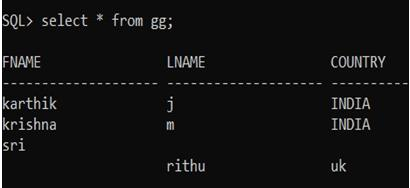 SQL> select * from gg;
FNAME LNAME COUNTRY
-------------------- -------------------- ----------
karthik j INDIA
krishna m INDIA
sri
rithu uk